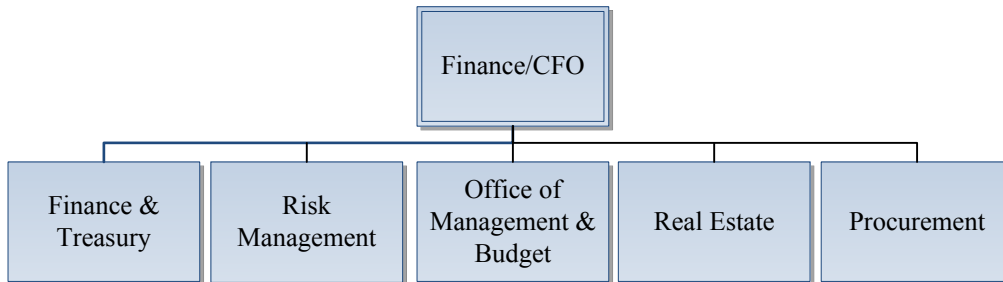 Finance/CFO
Finance &
Treasury
Risk
Management
Office of
Management &
Budget
Real Estate
Procurement